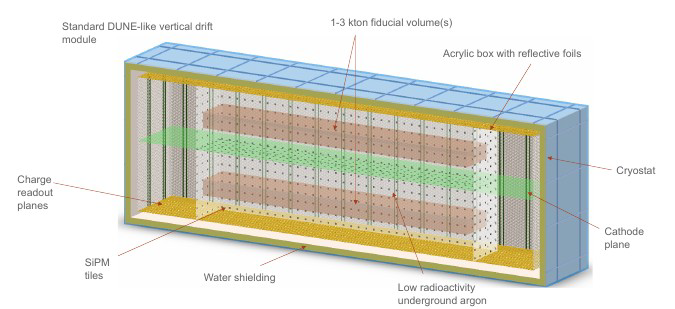 Standard DUNE-like vertical drift
module
1-3 kton fiducial volume(s)
Acrylic box with reflective foils
Cryostat
Charge
readout
planes
Cathode
plane
SiPM
tiles
Water shielding
Low radioactivity
underground argon